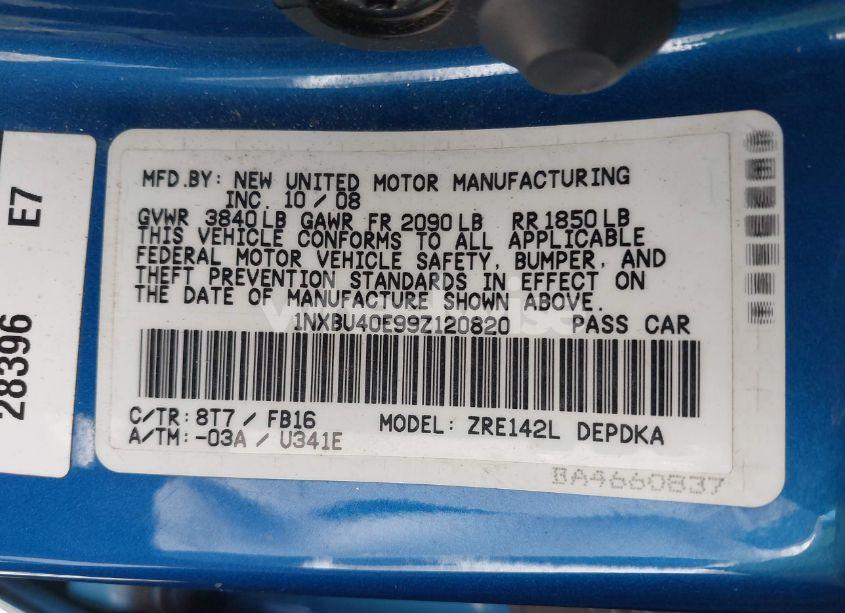 MFD.BY: NEW UNITED MOTOR MANUFACTURING
INC. 10 / 08
GVWR 3840 LB GAWR FR 2090 LB RR 1850 LB
THIS VEHICLE CONFORMS TO ALL APPLICABLE
FEDERAL MOTOR VEHICLE SAFETY, BUMPER, AND
THEFT PREVENTION STANDARDS IN EFFECT ON
THE DATE OF MANUFACTURE SHOWN ABOVE.
1NXBU40E99Z120820 PASS CAR
C/TR: 8T7 / FB16 MODEL: ZRE142L DEPDKA
A/TM: -03A / U341E
BA4660837
28396 E7